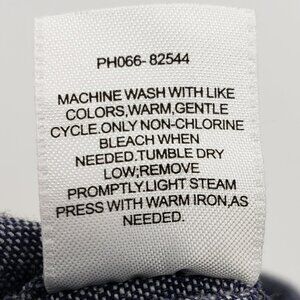 PH066-82544
MACHINE WASH WITH LIKE
COLORS,WARM,GENTLE
CYCLE.ONLY NON-CHLORINE
BLEACH WHEN
NEEDED.TUMBLE DRY
LOW;REMOVE
PROMPTLY.LIGHT STEAM
PRESS WITH WARM IRON,AS
NEEDED.